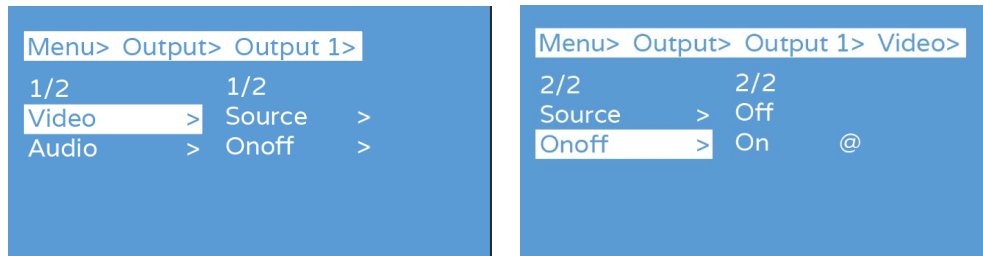 Menu> Output> Output 1>
1/2 1/2
Video > Source >
Audio > Onoff >
Menu> Output> Output 1> Video>
2/2 2/2
Source > Off
Onoff > On @